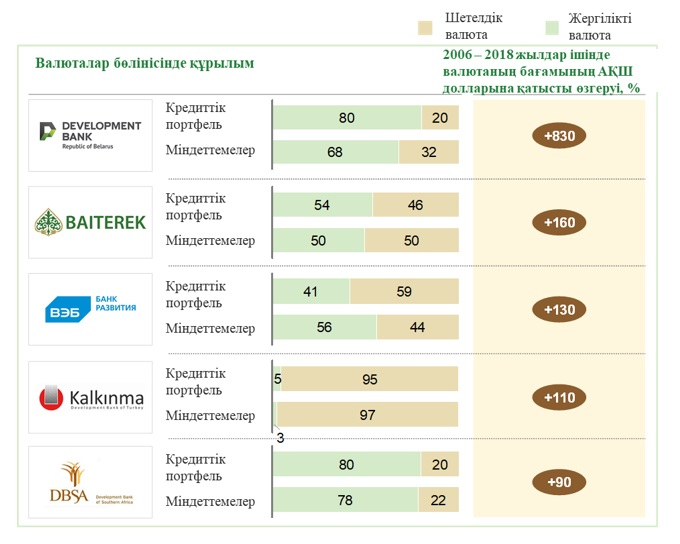 Шетелдік
валюта
Жергілікті
валюта
Валюталар бөлінісінде құрылым
2006 – 2018 жылдар ішінде
валютаның бағамының АҚШ
долларына қатысты өзгеруі, %
DEVELOPMENT
BANK
Republic of Belarus
Кредиттік
портфель
80
20
Міндеттемелер
68
32
+830
BAITEREK
Кредиттік
портфель
54
46
Міндеттемелер
50
50
+160
ВЭБ
БАНК
РАЗВИТИЯ
Кредиттік
портфель
41
59
Міндеттемелер
56
44
+130
Kalkınma
Development Bank of Turkey
Кредиттік
портфель
5
95
Міндеттемелер
3
97
+110
DBSA
Development Bank
of Southern Africa
Кредиттік
портфель
80
20
Міндеттемелер
78
22
+90